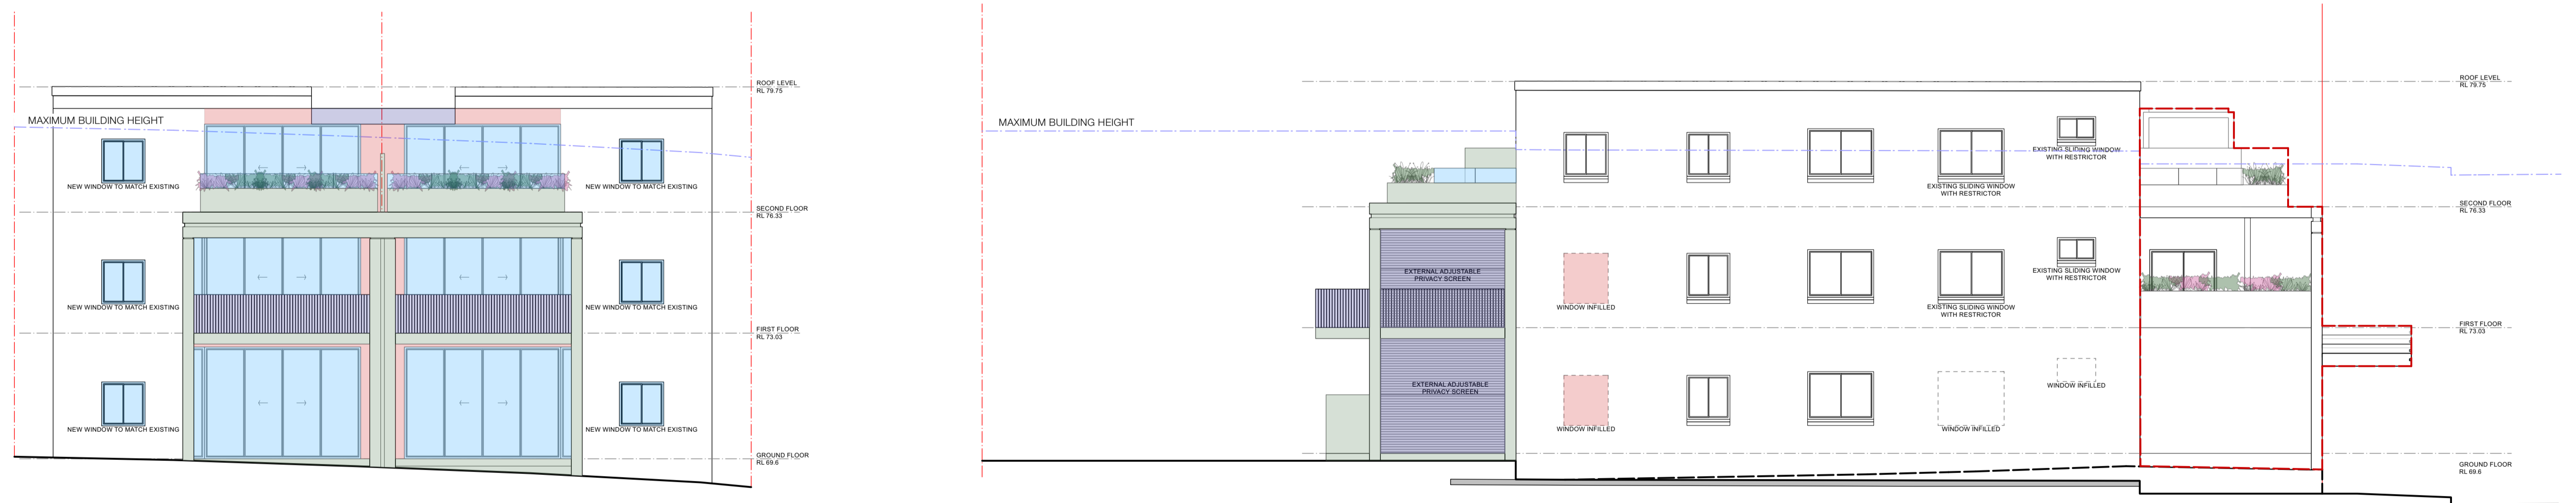 ROOF LEVEL
RL 79.75
MAXIMUM BUILDING HEIGHT
NEW WINDOW TO MATCH EXISTING
NEW WINDOW TO MATCH EXISTING
SECOND FLOOR
RL 76.33
NEW WINDOW TO MATCH EXISTING
NEW WINDOW TO MATCH EXISTING
FIRST FLOOR
RL 73.03
NEW WINDOW TO MATCH EXISTING
NEW WINDOW TO MATCH EXISTING
GROUND FLOOR
RL 69.6
ROOF LEVEL
RL 79.75
MAXIMUM BUILDING HEIGHT
EXISTING SLIDING WINDOW
WITH RESTRICTOR
EXISTING SLIDING WINDOW
WITH RESTRICTOR
SECOND FLOOR
RL 76.33
EXTERNAL ADJUSTABLE
PRIVACY SCREEN
EXISTING SLIDING WINDOW
WITH RESTRICTOR
WINDOW INFILLED
EXISTING SLIDING WINDOW
WITH RESTRICTOR
FIRST FLOOR
RL 73.03
EXTERNAL ADJUSTABLE
PRIVACY SCREEN
WINDOW INFILLED
WINDOW INFILLED
WINDOW INFILLED
GROUND FLOOR
RL 69.6